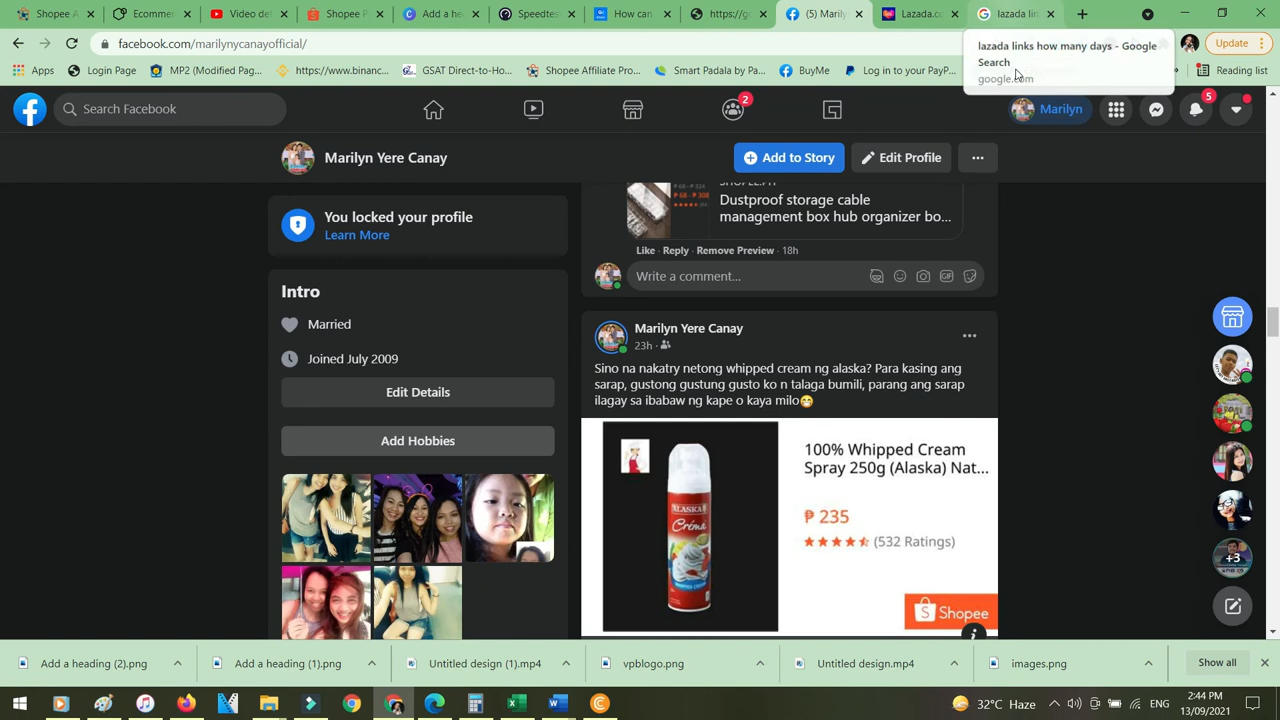 Shopee A
Ecommer
Video de
Shopee P
Add a he
Speedtes
How can
https://go
(5) Marily
Lazada.co
lazada lin
facebook.com/marilynycanayofficial/
Update
lazada links how many days - Google
Search
google.com
Apps
Login Page
MP2 (Modified Pag...
https://www.binanc...
GSAT Direct-to-Ho...
Shopee Affiliate Pro...
Smart Padala by Pa...
BuyMe
Log in to your PayP...
Reading list
Search Facebook
2
Marilyn
5
Marilyn Yere Canay
Add to Story
Edit Profile
You locked your profile
Learn More
SHOPEE.PH
Dustproof storage cable
management box hub organizer bo...
Like · Reply · Remove Preview · 18h
Write a comment...
GIF
Intro
Married
Joined July 2009
Edit Details
Add Hobbies
Marilyn Yere Canay
23h ·
Sino na nakatry netong whipped cream ng alaska? Para kasing ang
sarap, gustong gustung gusto ko n talaga bumili, parang ang sarap
ilagay sa ibabaw ng kape o kaya milo😁
100% Whipped Cream
Spray 250g (Alaska) Nat...
₱ 235
(532 Ratings)
ALASKA
Créma
Shopee
+3
Add a heading (2).png
Add a heading (1).png
Untitled design (1).mp4
vpblogo.png
Untitled design.mp4
images.png
Show all
32°C Haze
ENG
2:44 PM
13/09/2021